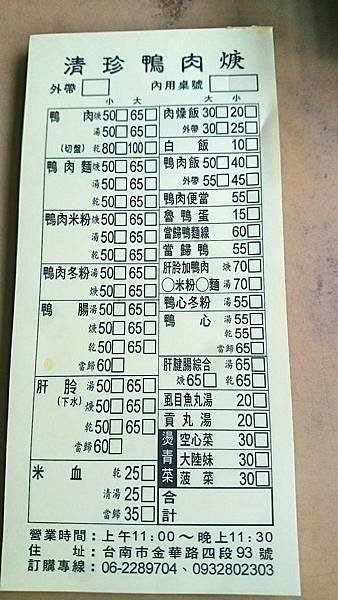 清珍鴨肉焿
外帶 內用桌號
小 大
鴨肉焿50 65
湯50 65
(切盤) 乾80 100
鴨肉麵焿50 65
湯50 65
乾50 65
鴨肉米粉焿50 65
湯50 65
乾50 65
鴨肉冬粉湯50 65
焿50 65
鴨腸湯50 65
焿50 65
乾50 65
當歸60
肝胗湯50 65
(下水) 焿50 65
乾50 65
當歸60
米血 乾25
清湯25
當歸35
大 小
肉燥飯30 20
外帶30 25
白飯 10
鴨肉飯50 40
外帶55 45
鴨肉便當 55
魯鴨蛋 15
當歸鴨麵線 60
當歸鴨 55
肝胗加鴨肉 焿70
○米粉○麵 湯70
鴨心冬粉 湯55
鴨心 湯55
乾55
當歸65
肝腱腸綜合 湯65
焿65 乾65
虱目魚丸湯 20
貢丸湯 20
燙青菜
空心菜 30
大陸妹 30
菠菜 30
合計
營業時間:上午11:00~晚上11:30
住址:台南市金華路四段93號
訂購專線:06-2289704、0932802303